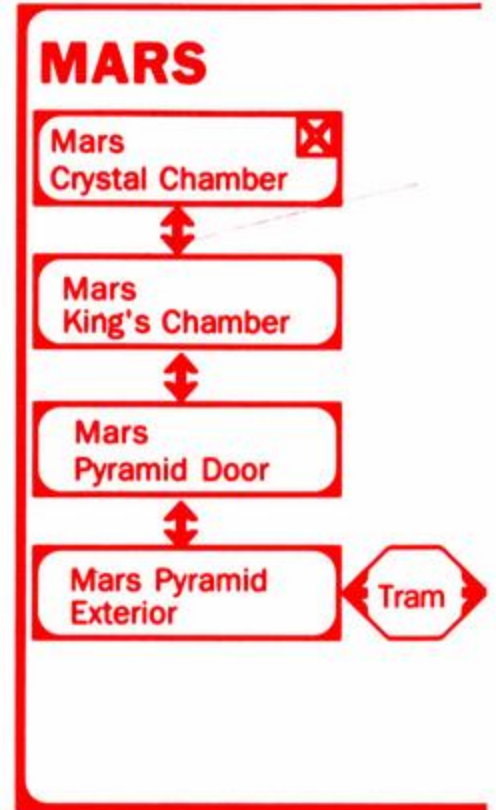 MARS
Mars
Crystal Chamber
Mars
King's Chamber
Mars
Pyramid Door
Mars Pyramid
Exterior
Tram